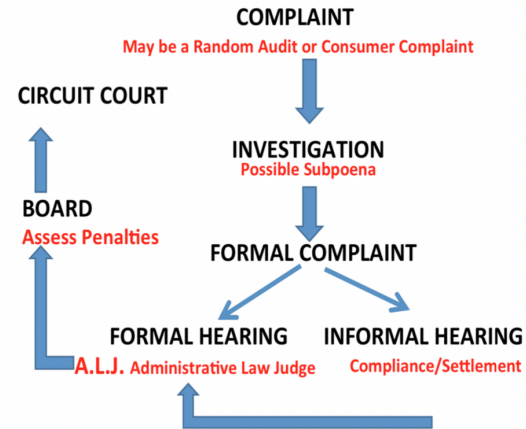 COMPLAINT
May be a Random Audit or Consumer Complaint
CIRCUIT COURT
INVESTIGATION
Possible Subpoena
BOARD
Assess Penalties
FORMAL COMPLAINT
FORMAL HEARING
A.L.J. Administrative Law Judge
INFORMAL HEARING
Compliance/Settlement